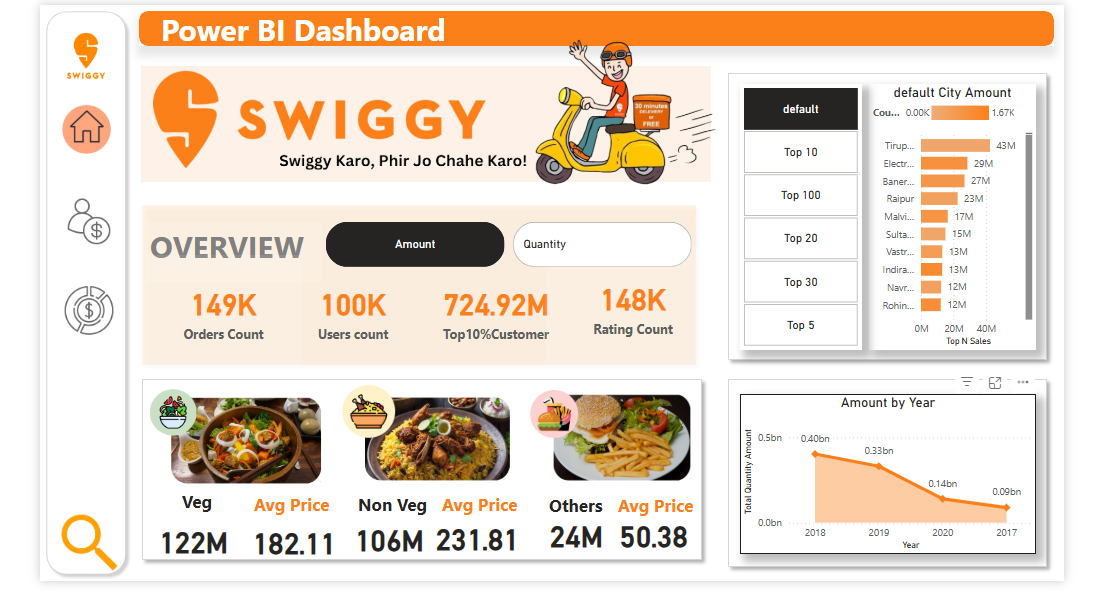 SWIGGY
Power BI Dashboard
SWIGGY
Swiggy Karo, Phir Jo Chahe Karo!
30 minutes
DELIVERY
or
FREE
OVERVIEW
Amount
Quantity
149K
Orders Count
100K
Users count
724.92M
Top10%Customer
148K
Rating Count
Veg
Avg Price
122M
182.11
Non Veg
Avg Price
106M
231.81
Others
Avg Price
24M
50.38
default
Top 10
Top 100
Top 20
Top 30
Top 5
default City Amount
Cou... 0.00K 1.67K
Tirup... 43M
Electr... 29M
Baner... 27M
Raipur 23M
Malvi... 17M
Sulta... 15M
Vastr... 13M
Indira... 13M
Navr... 12M
Rohin... 12M
0M 20M 40M
Top N Sales
Amount by Year
Total Quantity Amount
0.5bn
0.0bn
0.40bn
0.33bn
0.14bn
0.09bn
2018 2019 2020 2017
Year